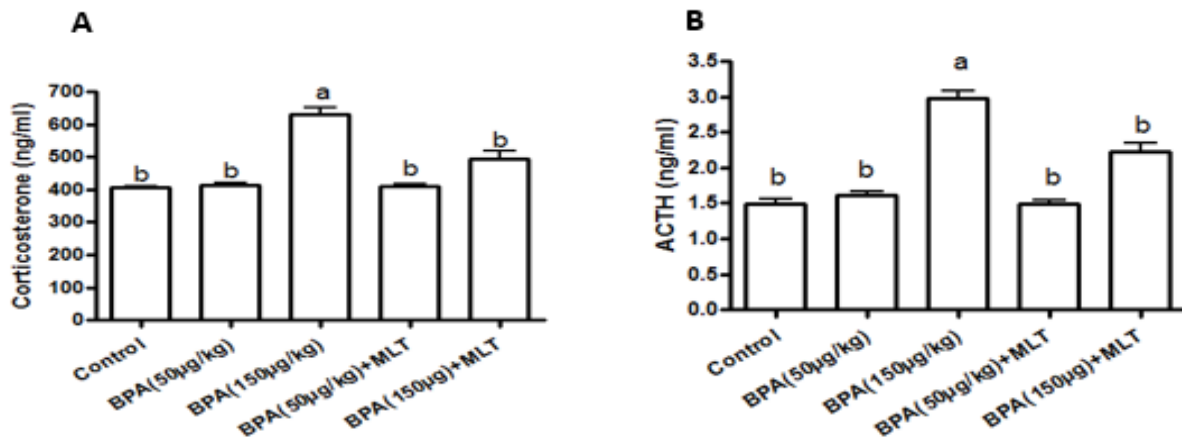 A
Corticosterone (ng/ml)
700
600
500
400
300
200
100
0
b
b
a
b
b
Control
BPA(50µg/kg)
BPA(150µg/kg)
BPA(50µg/kg)+MLT
BPA(150µg)+MLT
B
ACTH (ng/ml)
3.5
3.0
2.5
2.0
1.5
1.0
0.5
0.0
b
b
a
b
b
Control
BPA(50µg/kg)
BPA(150µg/kg)
BPA(50µg/kg)+MLT
BPA(150µg)+MLT